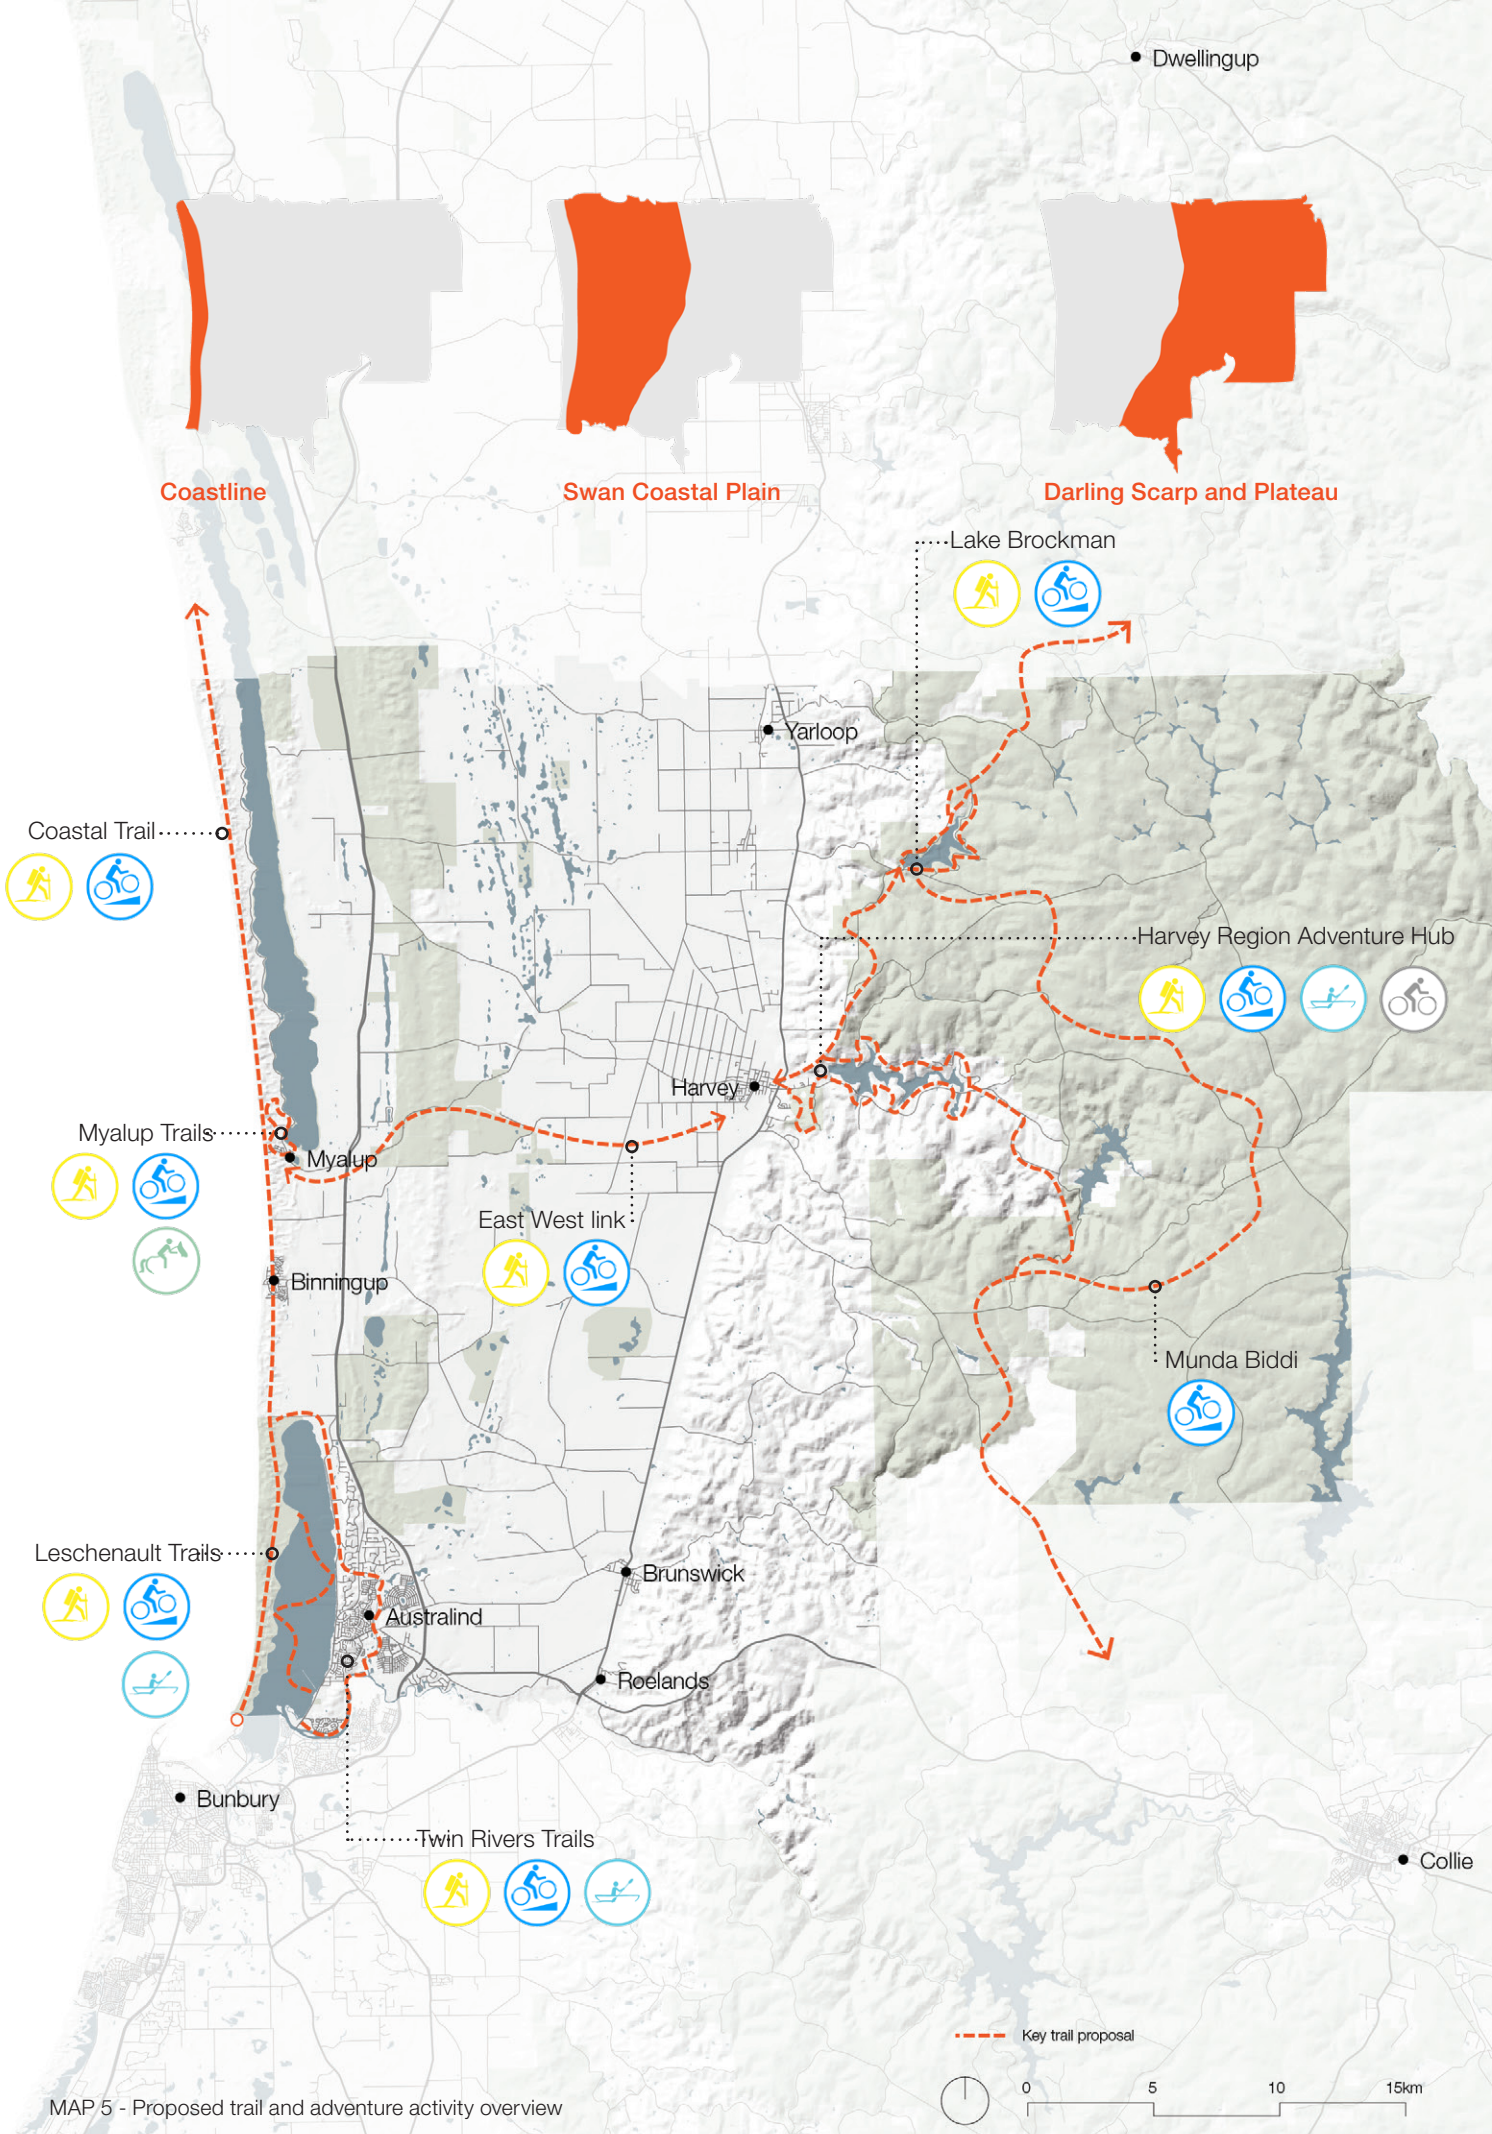 Dwellingup
Coastline
Swan Coastal Plain
Darling Scarp and Plateau
Lake Brockman
Yarloop
Coastal Trail
Harvey Region Adventure Hub
Harvey
Myalup Trails
Myalup
East West link
Binningup
Munda Biddi
Leschenault Trails
Brunswick
Australind
Roelands
Bunbury
Twin Rivers Trails
Collie
Key trail proposal
0 5 10 15km
MAP 5 - Proposed trail and adventure activity overview